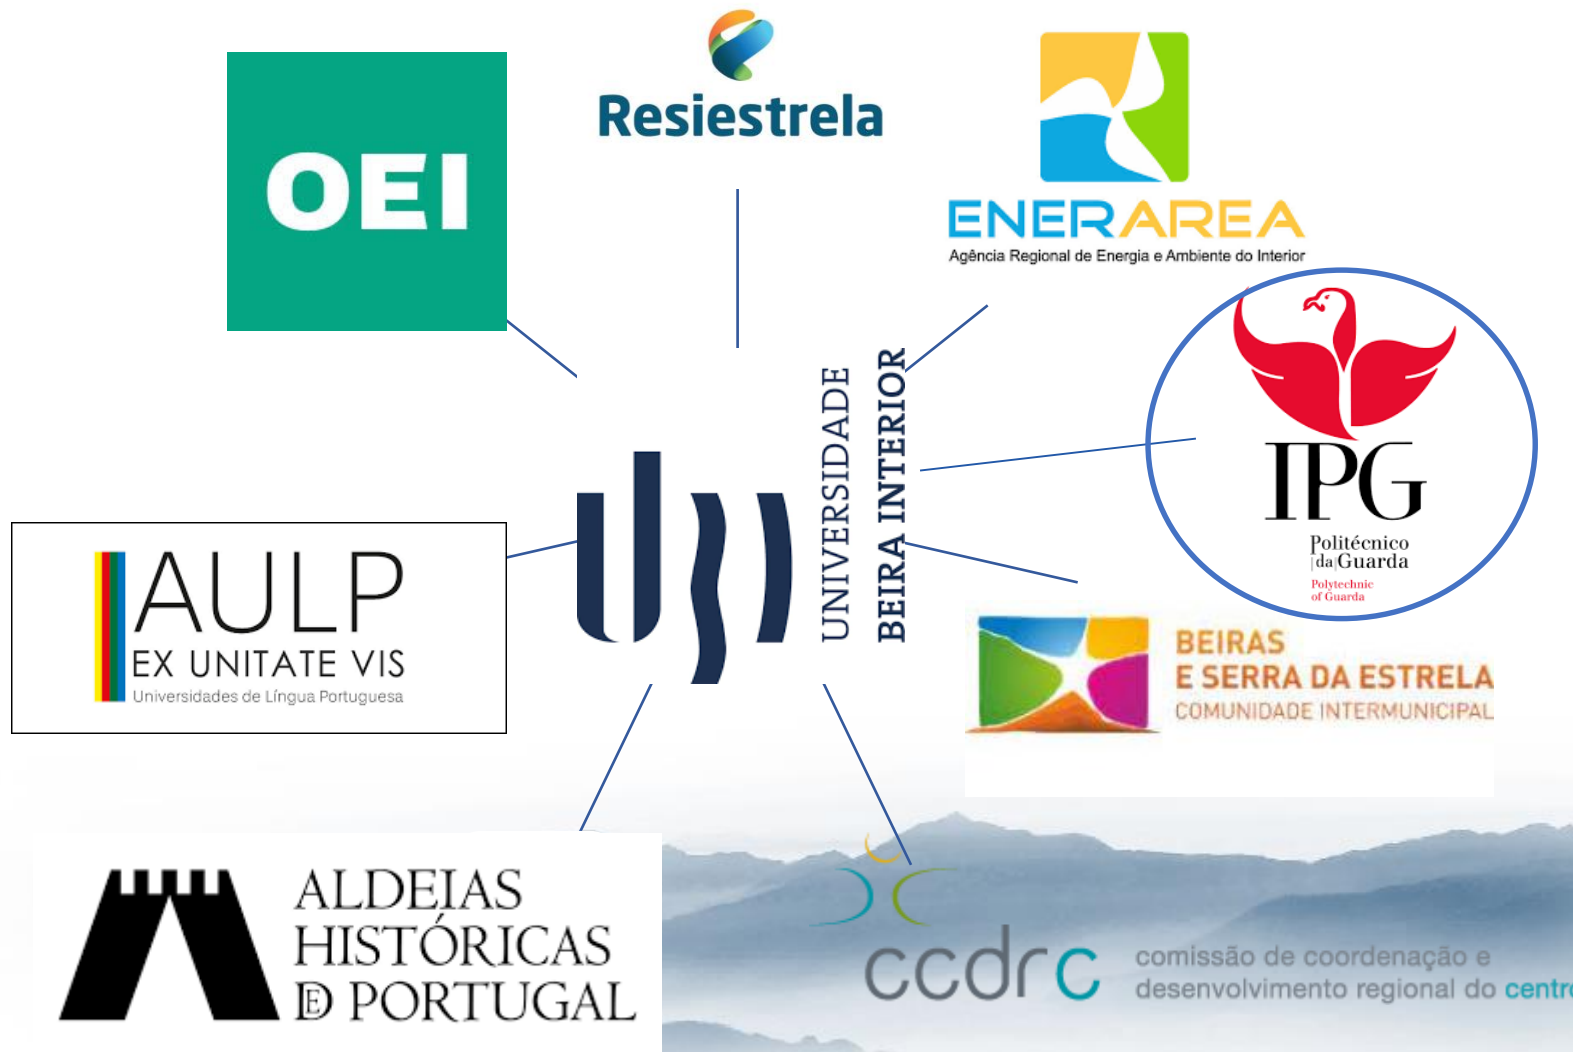 OEI
Resiestrela
ENERAREA
Agência Regional de Energia e Ambiente do Interior
IPG
Politécnico
|da|Guarda
Polytechnic
of Guarda
ubi
UNIVERSIDADE
BEIRA INTERIOR
AULP
EX UNITATE VIS
Universidades de Língua Portuguesa
BEIRAS
E SERRA DA ESTRELA
COMUNIDADE INTERMUNICIPAL
ALDEIAS
HISTÓRICAS
DE PORTUGAL
ccdrc
comissão de coordenação e
desenvolvimento regional do centro